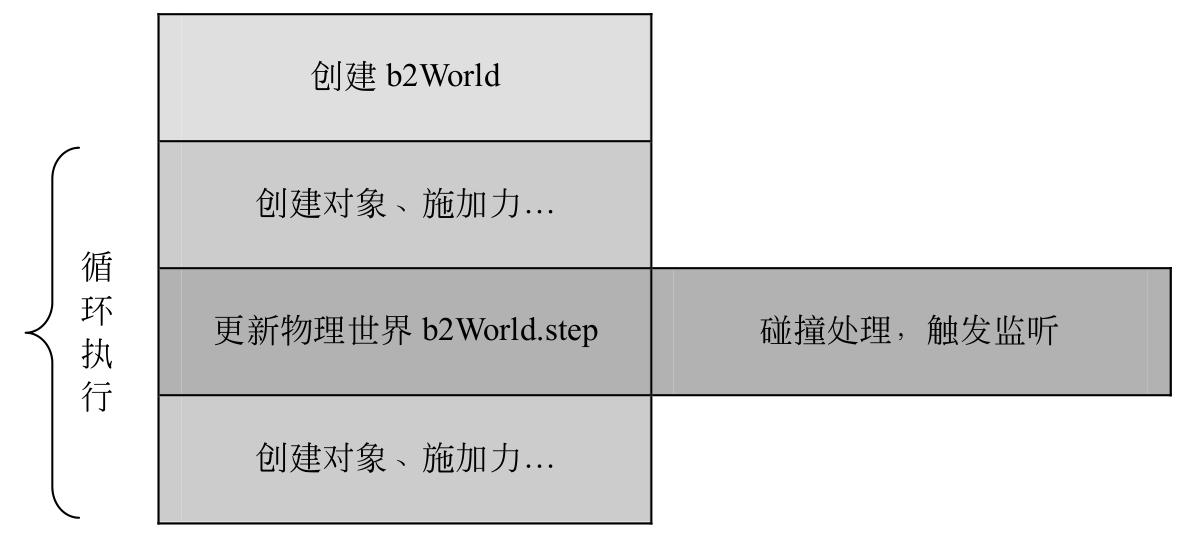 创建 b2World
创建对象、施加力…
循环执行
更新物理世界 b2World.step
碰撞处理，触发监听
创建对象、施加力…